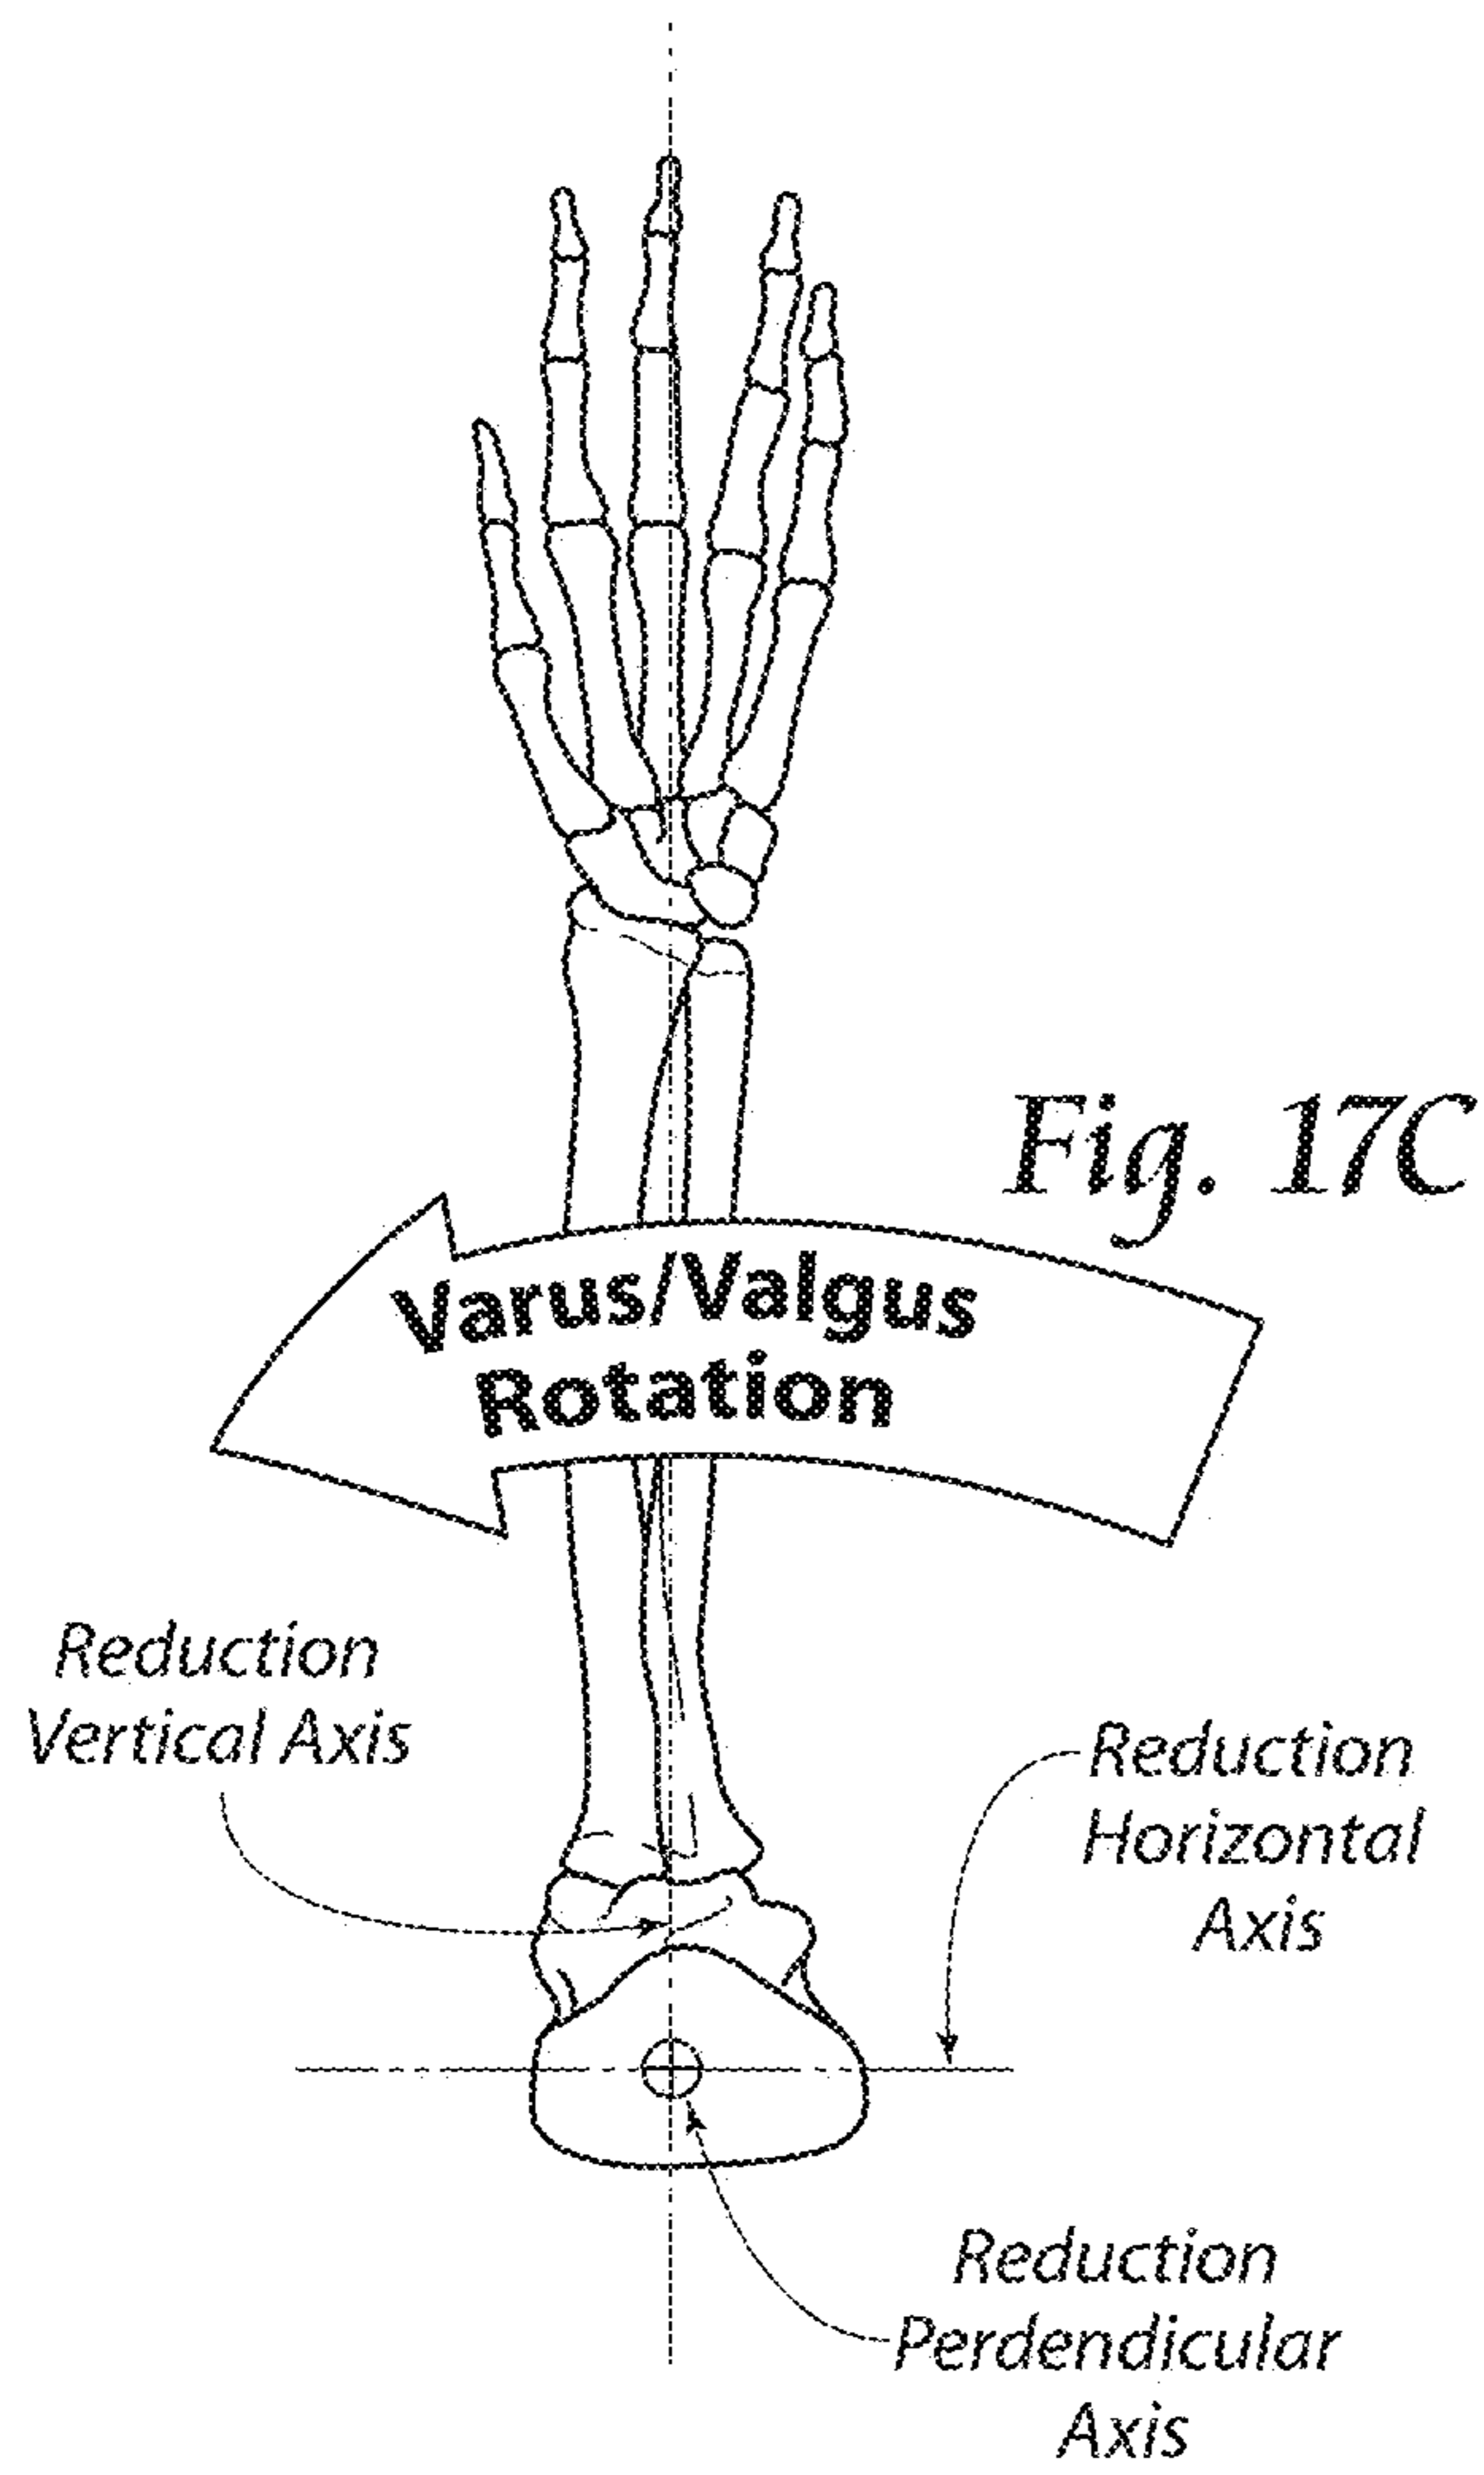 Fig. 17C
Varus/Valgus
Rotation
Reduction
Vertical Axis
Reduction
Horizontal
Axis
Reduction
Perdendicular
Axis